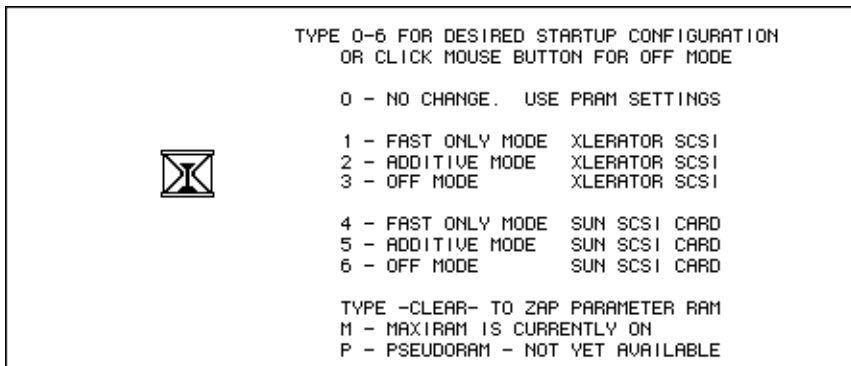 TYPE 0-6 FOR DESIRED STARTUP CONFIGURATION
OR CLICK MOUSE BUTTON FOR OFF MODE
0 - NO CHANGE. USE PRAM SETTINGS
1 - FAST ONLY MODE XLERATOR SCSI
2 - ADDITIVE MODE XLERATOR SCSI
3 - OFF MODE XLERATOR SCSI
4 - FAST ONLY MODE SUN SCSI CARD
5 - ADDITIVE MODE SUN SCSI CARD
6 - OFF MODE SUN SCSI CARD
TYPE -CLEAR- TO ZAP PARAMETER RAM
M - MAXIRAM IS CURRENTLY ON
P - PSEUDORAM - NOT YET AVAILABLE